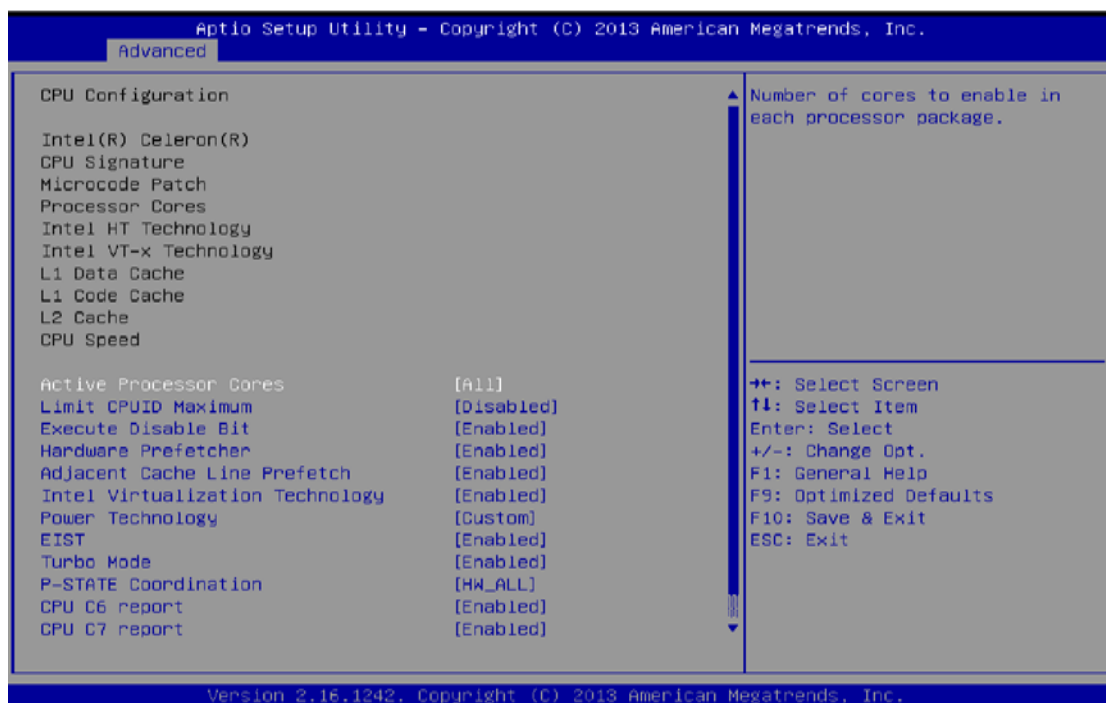 Aptio Setup Utility – Copyright (C) 2013 American Megatrends, Inc.
Advanced
CPU Configuration
Intel(R) Celeron(R)
CPU Signature
Microcode Patch
Processor Cores
Intel HT Technology
Intel VT-x Technology
L1 Data Cache
L1 Code Cache
L2 Cache
CPU Speed
Active Processor Cores [All]
Limit CPUID Maximum [Disabled]
Execute Disable Bit [Enabled]
Hardware Prefetcher [Enabled]
Adjacent Cache Line Prefetch [Enabled]
Intel Virtualization Technology [Enabled]
Power Technology [Custom]
EIST [Enabled]
Turbo Mode [Enabled]
P-STATE Coordination [HW_ALL]
CPU C6 report [Enabled]
CPU C7 report [Enabled]
Number of cores to enable in
each processor package.
→←: Select Screen
↑↓: Select Item
Enter: Select
+/-: Change Opt.
F1: General Help
F9: Optimized Defaults
F10: Save & Exit
ESC: Exit
Version 2.16.1242. Copyright (C) 2013 American Megatrends, Inc.